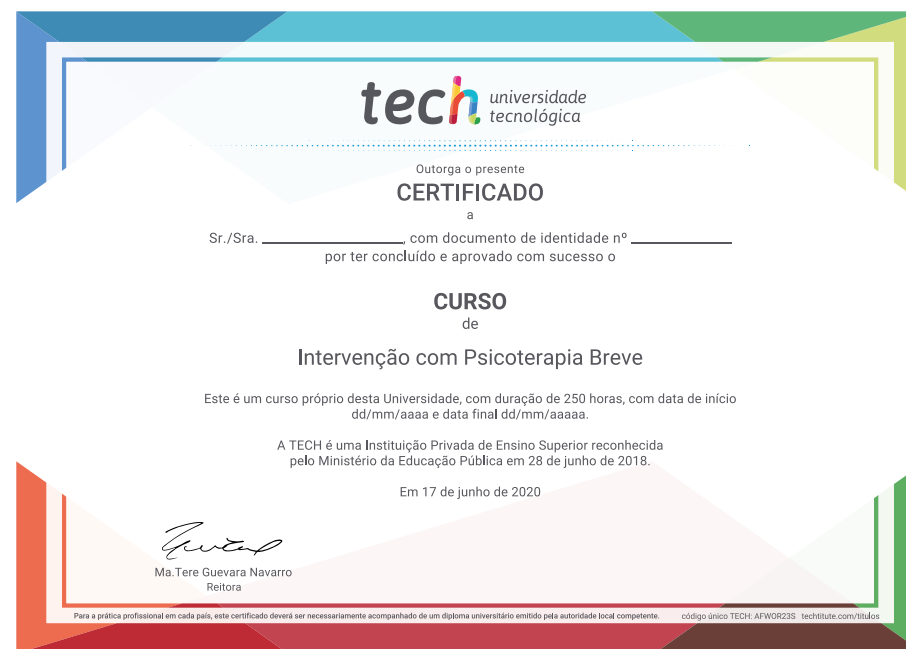 tech universidade
tecnológica
Outorga o presente
CERTIFICADO
a
Sr./Sra. ____________________, com documento de identidade nº ______________
por ter concluído e aprovado com sucesso o
CURSO
de
Intervenção com Psicoterapia Breve
Este é um curso próprio desta Universidade, com duração de 250 horas, com data de início
dd/mm/aaaa e data final dd/mm/aaaaa.
A TECH é uma Instituição Privada de Ensino Superior reconhecida
pelo Ministério da Educação Pública em 28 de junho de 2018.
Em 17 de junho de 2020
Ma.Tere Guevara Navarro
Reitora
Para a prática profissional em cada país, este certificado deverá ser necessariamente acompanhado de um diploma universitário emitido pela autoridade local competente. código único TECH: AFWOR23S techtitute.com/titulos